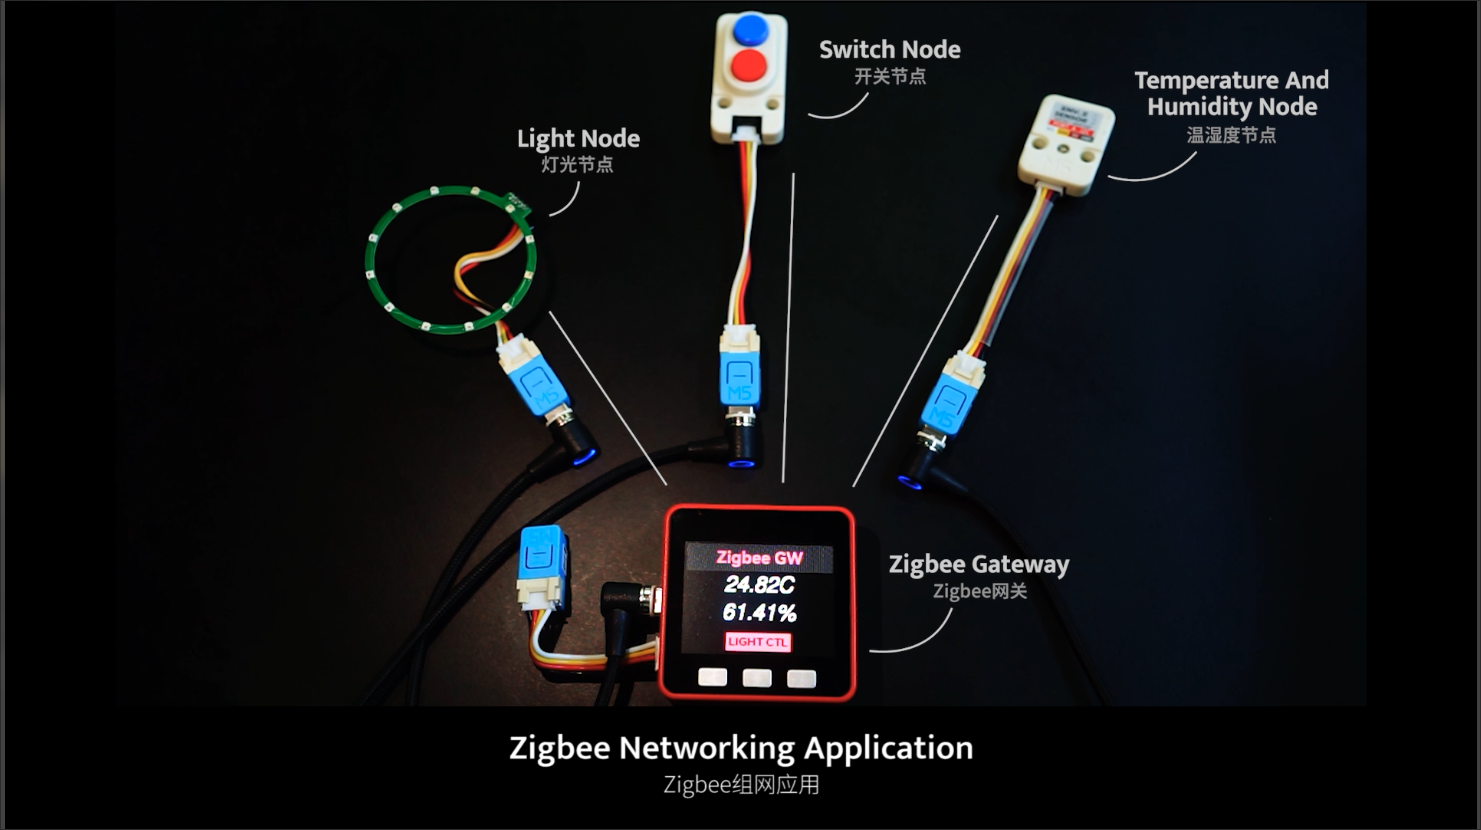 Switch Node
开关节点
Temperature And
Humidity Node
温湿度节点
Light Node
灯光节点
ENV
SENSOR
M5
M5
M5
Zigbee GW
24.82C
61.41%
LIGHT CTL
Zigbee Gateway
Zigbee网关
Zigbee Networking Application
Zigbee组网应用